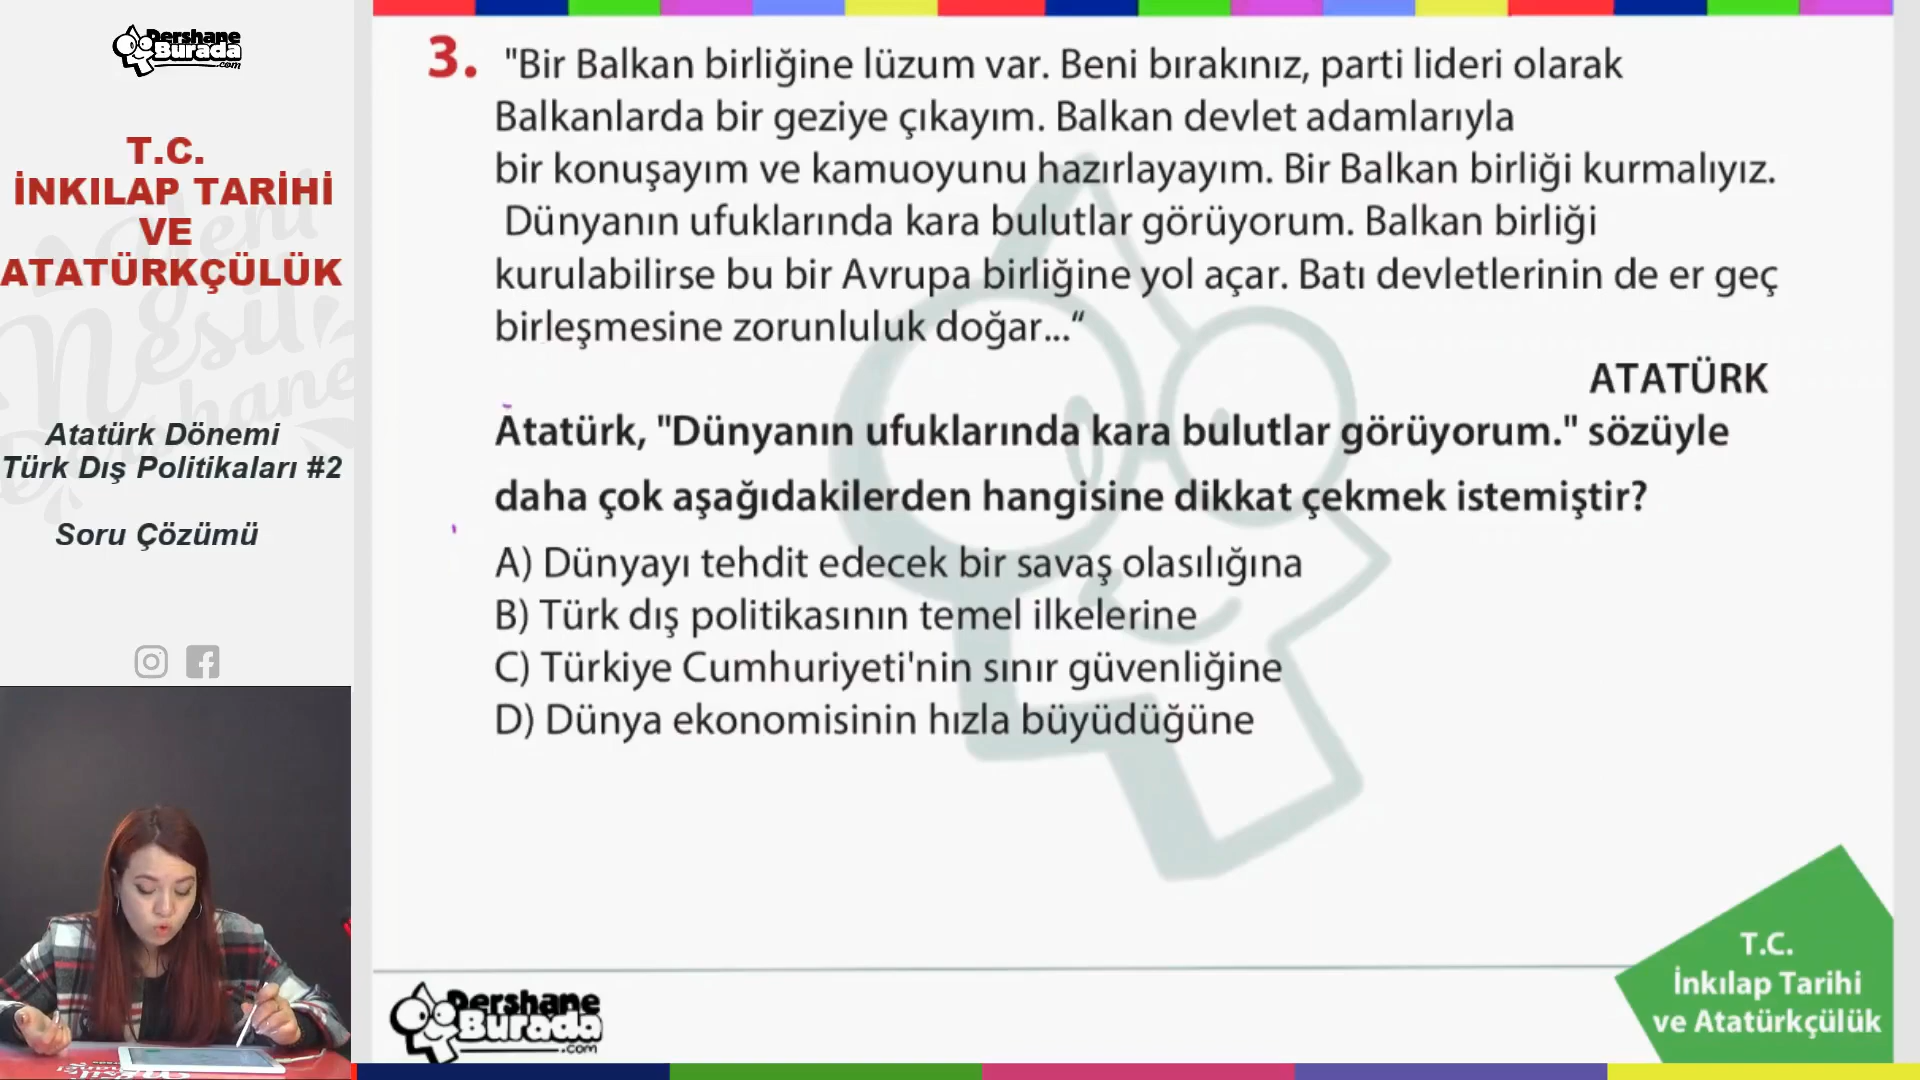 Dershane
Burada
.com
T.C.
İNKILAP TARİHİ
VE
ATATÜRKÇÜLÜK
Yeni
Nesil
Dershane
Atatürk Dönemi
Türk Dış Politikaları #2
Soru Çözümü
3. "Bir Balkan birliğine lüzum var. Beni bırakınız, parti lideri olarak
Balkanlarda bir geziye çıkayım. Balkan devlet adamlarıyla
bir konuşayım ve kamuoyunu hazırlayayım. Bir Balkan birliği kurmalıyız.
Dünyanın ufuklarında kara bulutlar görüyorum. Balkan birliği
kurulabilirse bu bir Avrupa birliğine yol açar. Batı devletlerinin de er geç
birleşmesine zorunluluk doğar...“
ATATÜRK
Atatürk, "Dünyanın ufuklarında kara bulutlar görüyorum." sözüyle
daha çok aşağıdakilerden hangisine dikkat çekmek istemiştir?
A) Dünyayı tehdit edecek bir savaş olasılığına
B) Türk dış politikasının temel ilkelerine
C) Türkiye Cumhuriyeti'nin sınır güvenliğine
D) Dünya ekonomisinin hızla büyüdüğüne
Dershane
Burada
.com
T.C.
İnkılap Tarihi
ve Atatürkçülük